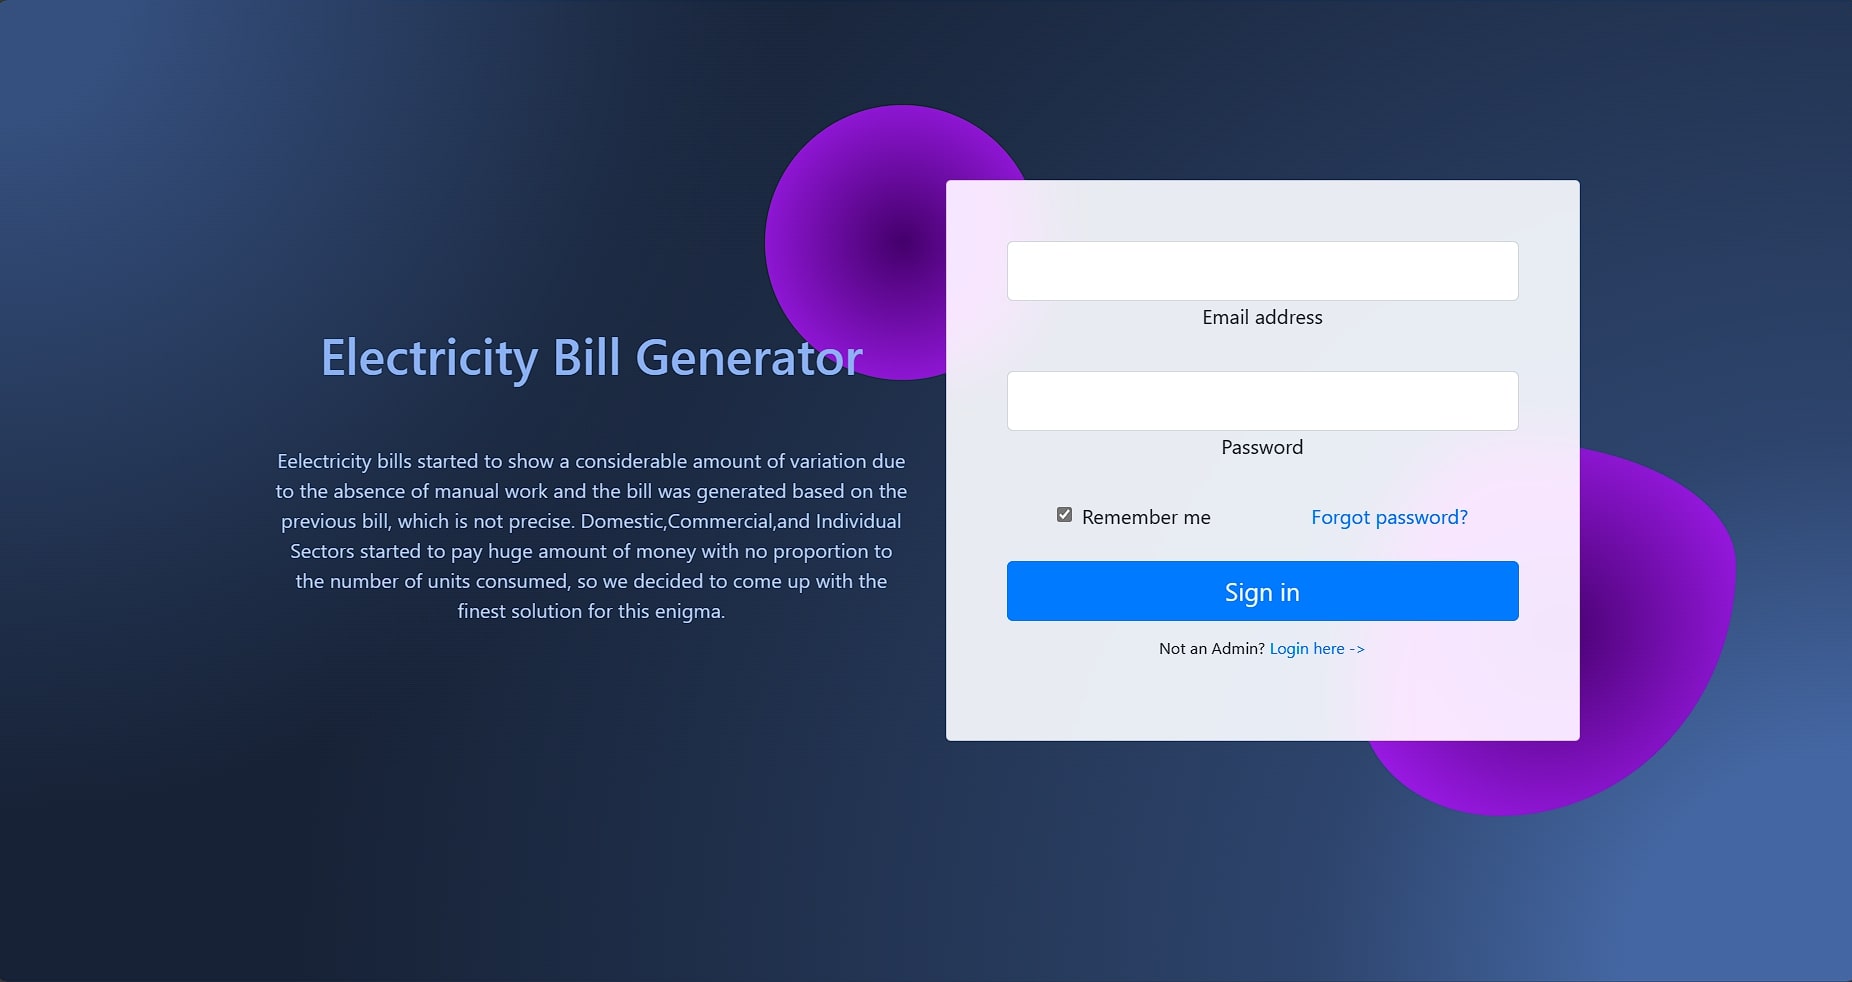 Electricity Bill Generator
Eelectricity bills started to show a considerable amount of variation due
to the absence of manual work and the bill was generated based on the
previous bill, which is not precise. Domestic,Commercial,and Individual
Sectors started to pay huge amount of money with no proportion to
the number of units consumed, so we decided to come up with the
finest solution for this enigma.
Email address
Password
Remember me
Forgot password?
Sign in
Not an Admin? Login here ->